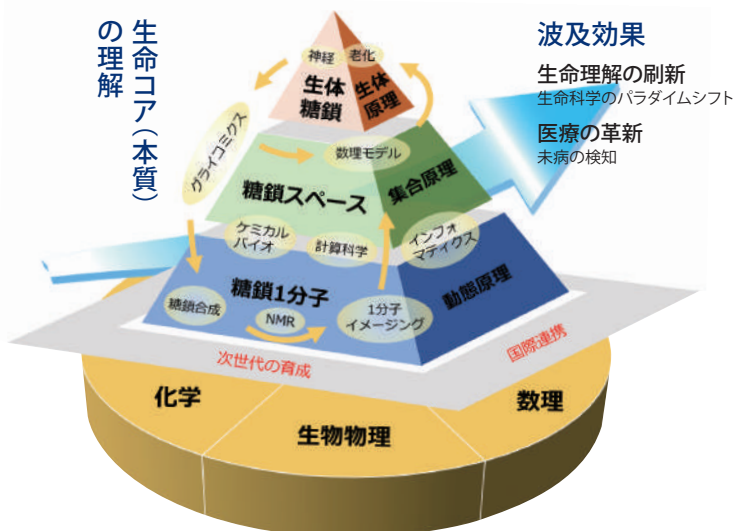 生命コア（本質）
の理解
波及効果
生命理解の刷新
生命科学のパラダイムシフト
医療の革新
未病の検知
神経
老化
生体
糖鎖
生体
原理
グライコミクス
数理モデル
糖鎖スペース
集合原理
ケミカル
バイオ
計算科学
インフォ
マティクス
糖鎖1分子
動態原理
糖鎖合成
NMR
1分子
イメージング
次世代の育成
国際連携
化学
生物物理
数理